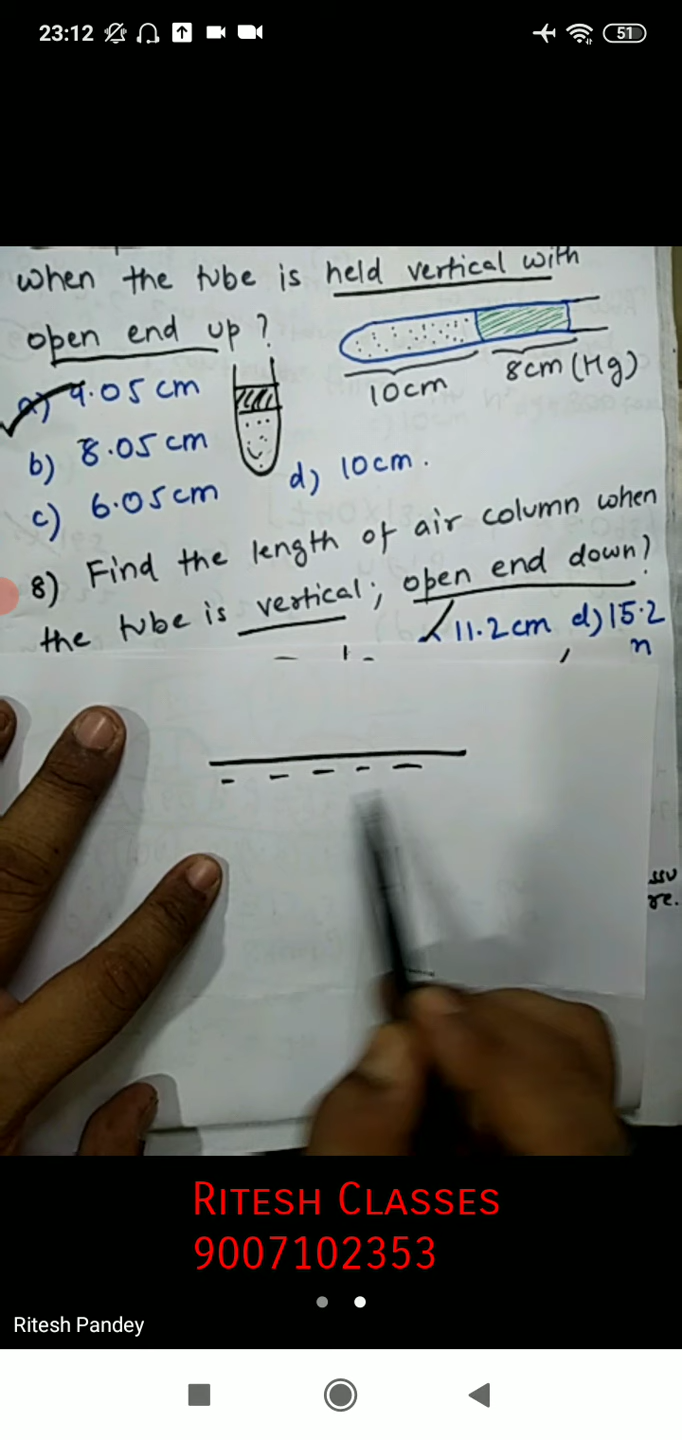 23:12
51
when the tube is held vertical with
open end up?
a) 9.05 cm
10cm
8cm (Hg)
b) 8.05 cm
c) 6.05cm
d) 10cm.
8) Find the length of air column when
the tube is vertical; open end down?
11.2cm d) 15.2
n
ssu
re.
RITESH CLASSES
9007102353
Ritesh Pandey